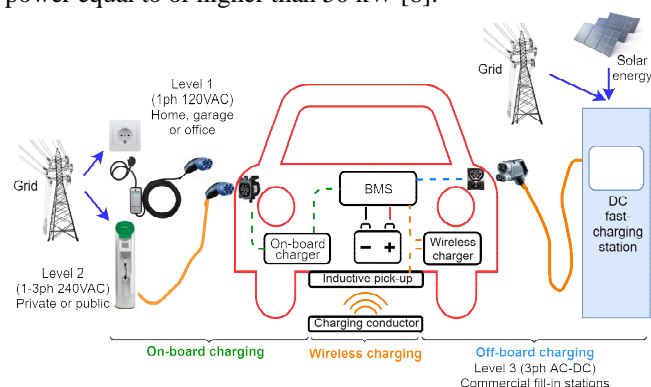 power equal to or higher than 50 kW [8].
Level 1
(1ph 120VAC)
Home, garage
or office
Grid
Level 2
(1-3ph 240VAC)
Private or public
BMS
On-board
charger
Wireless
charger
Inductive pick-up
Charging conductor
Grid
Solar
energy
DC
fast-
charging
station
On-board charging
Wireless charging
Off-board charging
Level 3 (3ph AC-DC)
Commercial fill-in stations